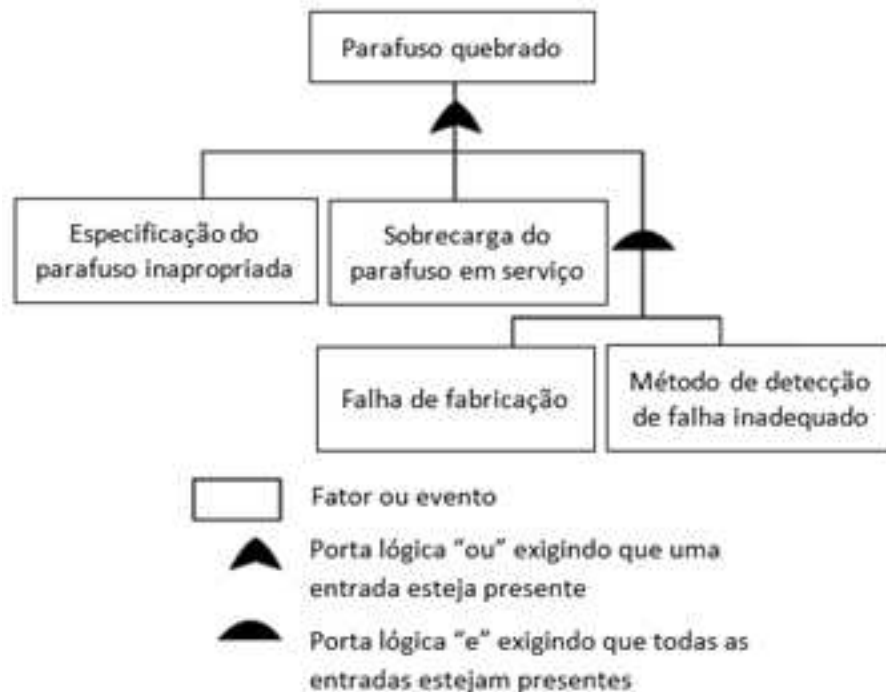 Parafuso quebrado
Especificação do
parafuso inapropriada
Sobrecarga do
parafuso em serviço
Falha de fabricação
Método de detecção
de falha inadequado
Fator ou evento
Porta lógica “ou” exigindo que uma
entrada esteja presente
Porta lógica “e” exigindo que todas as
entradas estejam presentes